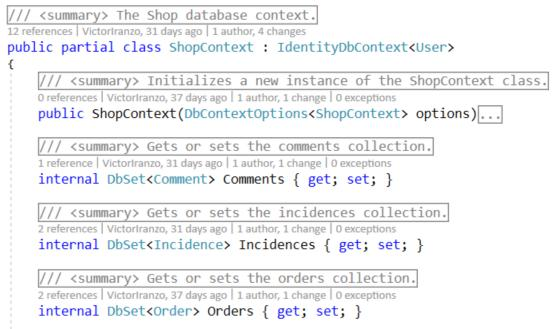 /// <summary> The Shop database context.
12 references | VictorIranzo, 31 days ago | 1 author, 4 changes
public partial class ShopContext : IdentityDbContext<User>
{
/// <summary> Initializes a new instance of the ShopContext class.
0 references | VictorIranzo, 37 days ago | 1 author, 1 change | 0 exceptions
public ShopContext(DbContextOptions<ShopContext> options)...
/// <summary> Gets or sets the comments collection.
1 reference | VictorIranzo, 31 days ago | 1 author, 1 change | 0 exceptions
internal DbSet<Comment> Comments { get; set; }
/// <summary> Gets or sets the incidences collection.
2 references | VictorIranzo, 31 days ago | 1 author, 1 change | 0 exceptions
internal DbSet<Incidence> Incidences { get; set; }
/// <summary> Gets or sets the orders collection.
2 references | VictorIranzo, 37 days ago | 1 author, 1 change | 0 exceptions
internal DbSet<Order> Orders { get; set; }